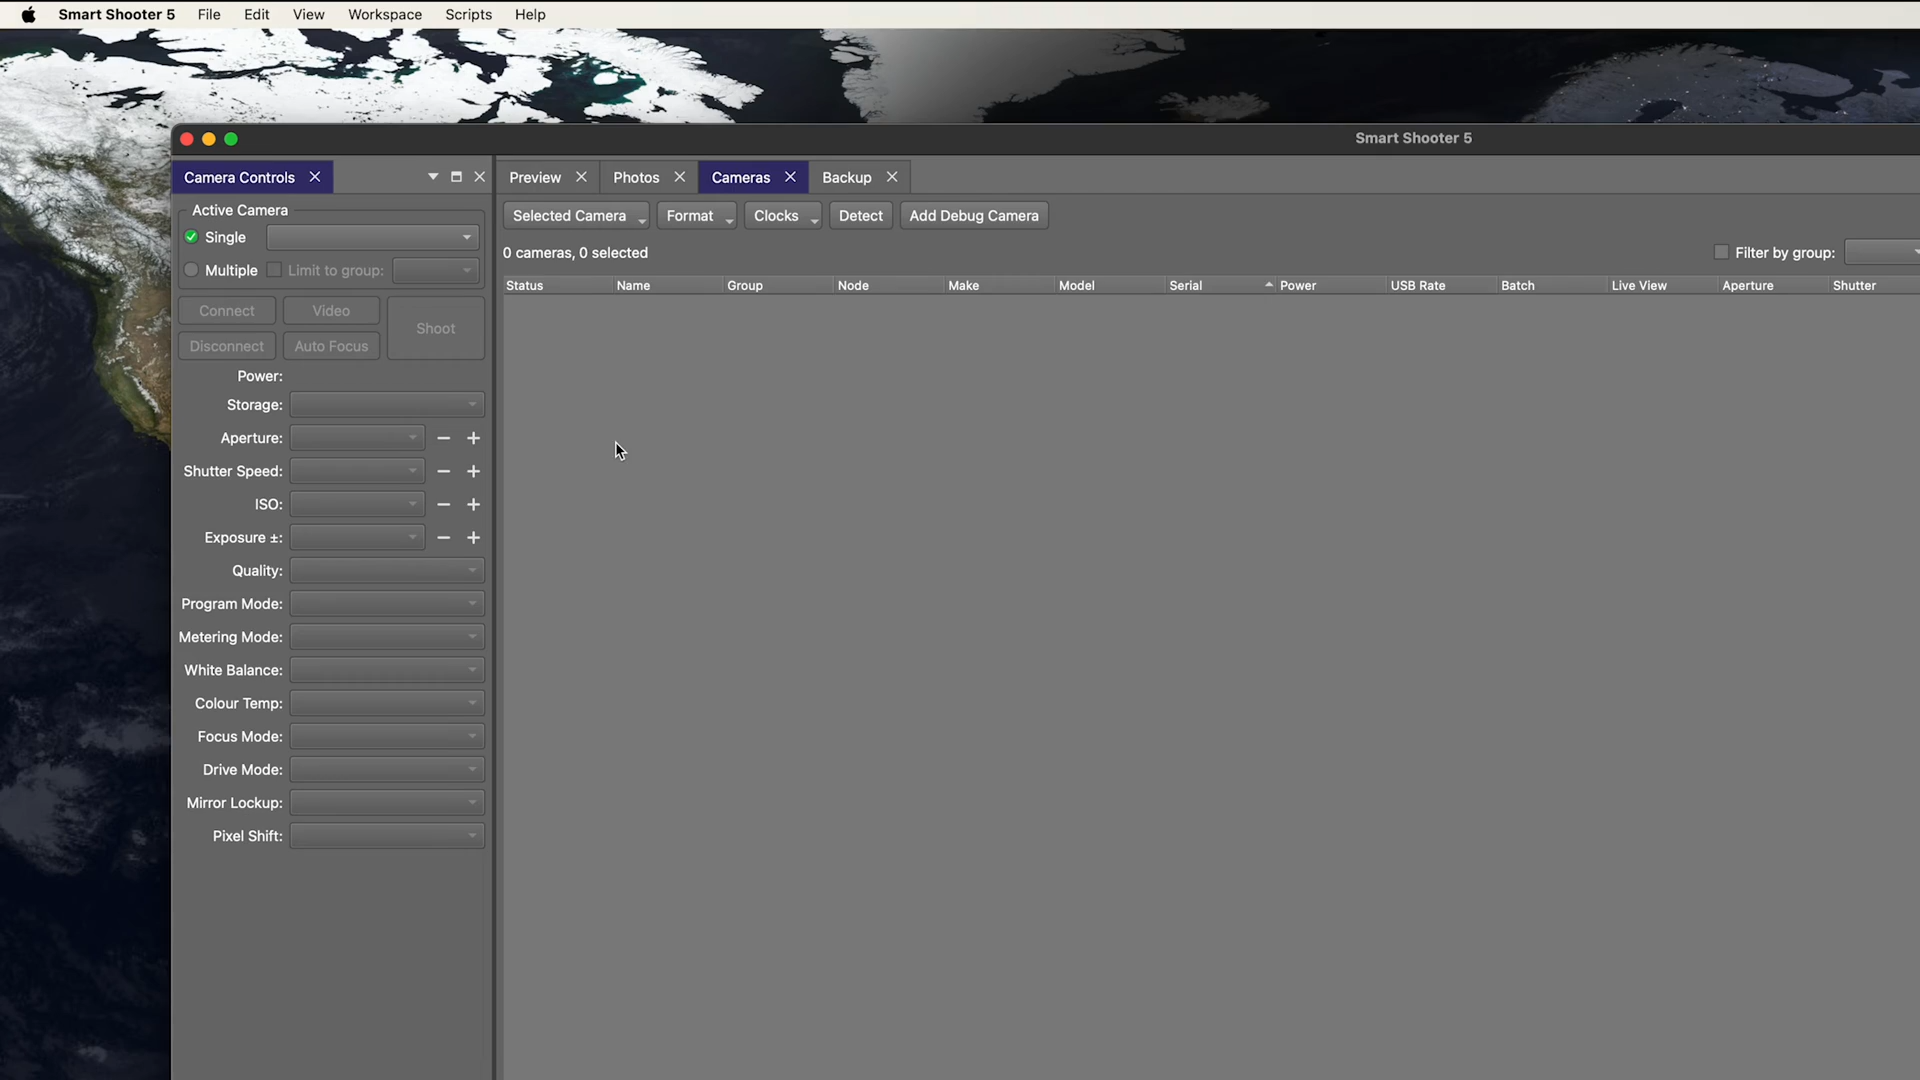 Smart Shooter 5 File Edit View Workspace Scripts Help
Smart Shooter 5
Camera Controls
Preview Photos Cameras Backup
Active Camera
Selected Camera Format Clocks Detect Add Debug Camera
Single
0 cameras, 0 selected Filter by group:
Multiple Limit to group:
Status Name Group Node Make Model Serial Power USB Rate Batch Live View Aperture Shutter
Connect Video Shoot
Disconnect Auto Focus
Power:
Storage:
Aperture: − +
Shutter Speed: − +
ISO: − +
Exposure ±: − +
Quality:
Program Mode:
Metering Mode:
White Balance:
Colour Temp:
Focus Mode:
Drive Mode:
Mirror Lockup:
Pixel Shift: